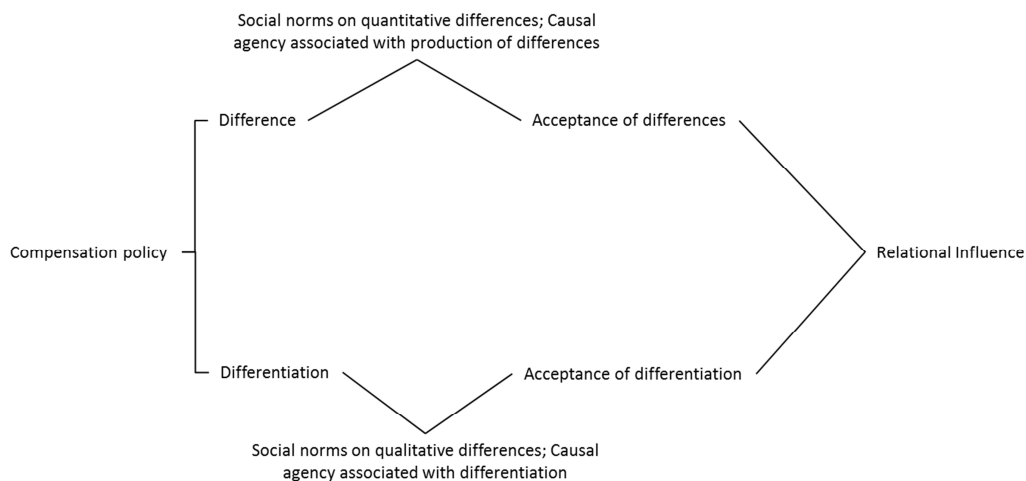 Social norms on quantitative differences; Causal
agency associated with production of differences
Difference
Acceptance of differences
Compensation policy
Relational Influence
Differentiation
Acceptance of differentiation
Social norms on qualitative differences; Causal
agency associated with differentiation